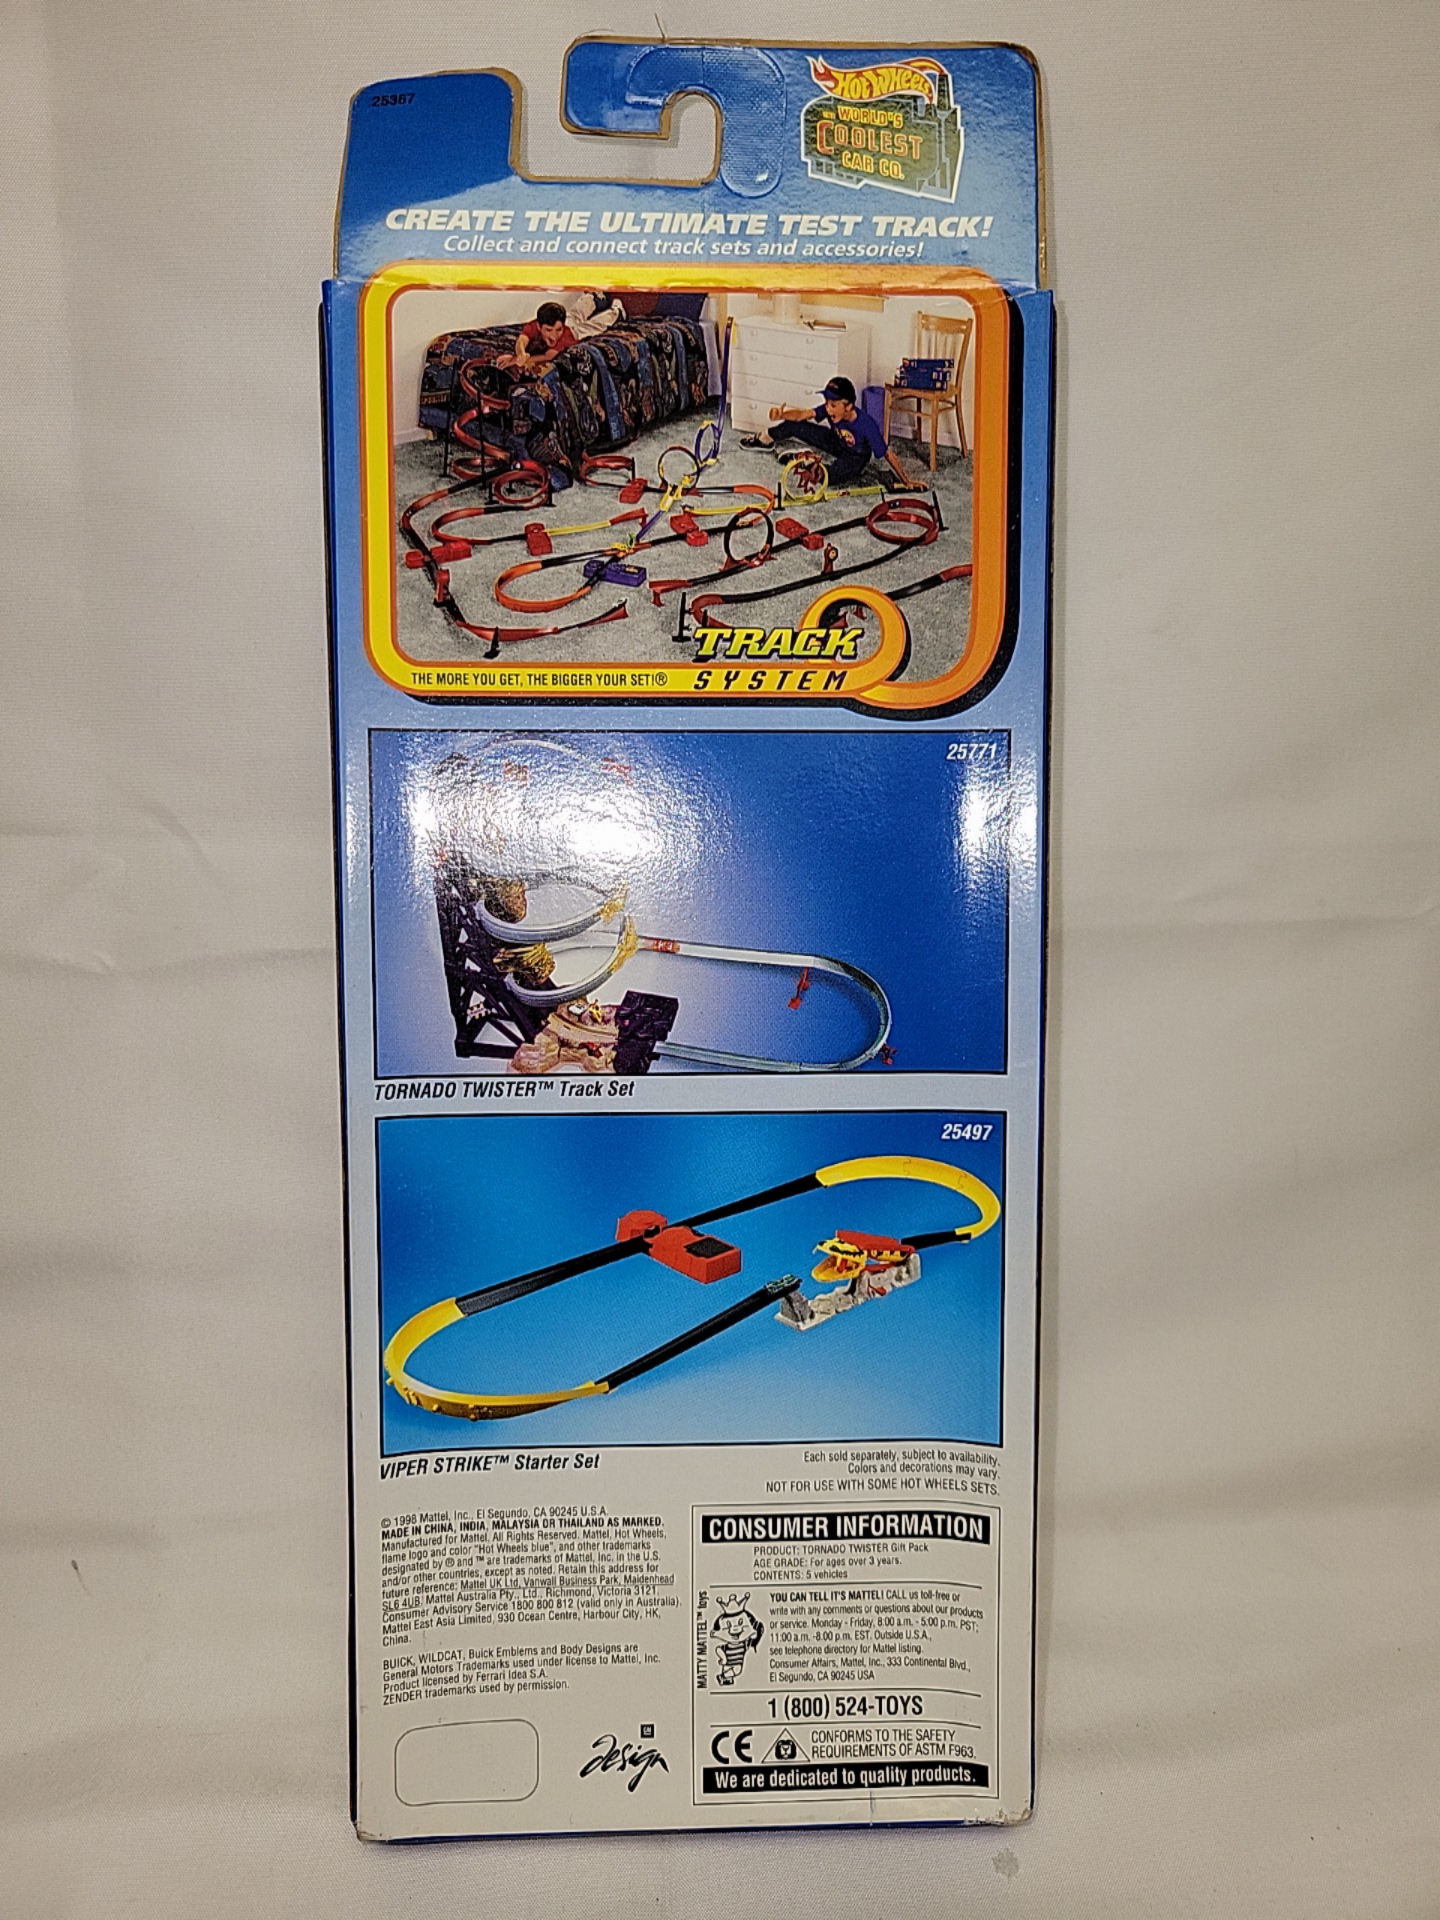 25367
HOT WHEELS
THE WORLD'S
COOLEST
CAR CO.
CREATE THE ULTIMATE TEST TRACK!
Collect and connect track sets and accessories!
TRACK
SYSTEM
THE MORE YOU GET, THE BIGGER YOUR SET!®
25771
TORNADO TWISTER™ Track Set
25497
VIPER STRIKE™ Starter Set
Each sold separately, subject to availability.
Colors and decorations may vary.
NOT FOR USE WITH SOME HOT WHEELS SETS.
© 1998 Mattel, Inc., El Segundo, CA 90245 U.S.A.
MADE IN CHINA, INDIA, MALAYSIA OR THAILAND AS MARKED.
Manufactured for Mattel. All Rights Reserved. Mattel, Hot Wheels,
flame logo and color "Hot Wheels blue", and other trademarks
designated by ® and ™ are trademarks of Mattel, Inc. in the U.S.
and/or other countries, except as noted. Retain this address for
future reference: Mattel UK Ltd, Vanwall Business Park, Maidenhead
SL6 4UB. Mattel Australia Pty., Ltd., Richmond, Victoria 3121.
Consumer Advisory Service 1800 800 812 (valid only in Australia).
Mattel East Asia Limited, 930 Ocean Centre, Harbour City, HK,
China.
BUICK, WILDCAT, Buick Emblems and Body Designs are
General Motors Trademarks used under license to Mattel, Inc.
Product licensed by Ferrari Idea S.A.
ZENDER trademarks used by permission.
GM
Design
CONSUMER INFORMATION
PRODUCT: TORNADO TWISTER Gift Pack
AGE GRADE: For ages over 3 years.
CONTENTS: 5 vehicles
MATTY MATTEL™ toys
YOU CAN TELL IT'S MATTEL! CALL us toll-free or
write with any comments or questions about our products
or service. Monday - Friday, 8:00 a.m. - 5:00 p.m. PST;
11:00 a.m. -8:00 p.m. EST. Outside U.S.A.,
see telephone directory for Mattel listing.
Consumer Affairs, Mattel, Inc., 333 Continental Blvd.,
El Segundo, CA 90245 USA
1 (800) 524-TOYS
CE
CONFORMS TO THE SAFETY
REQUIREMENTS OF ASTM F963.
We are dedicated to quality products.